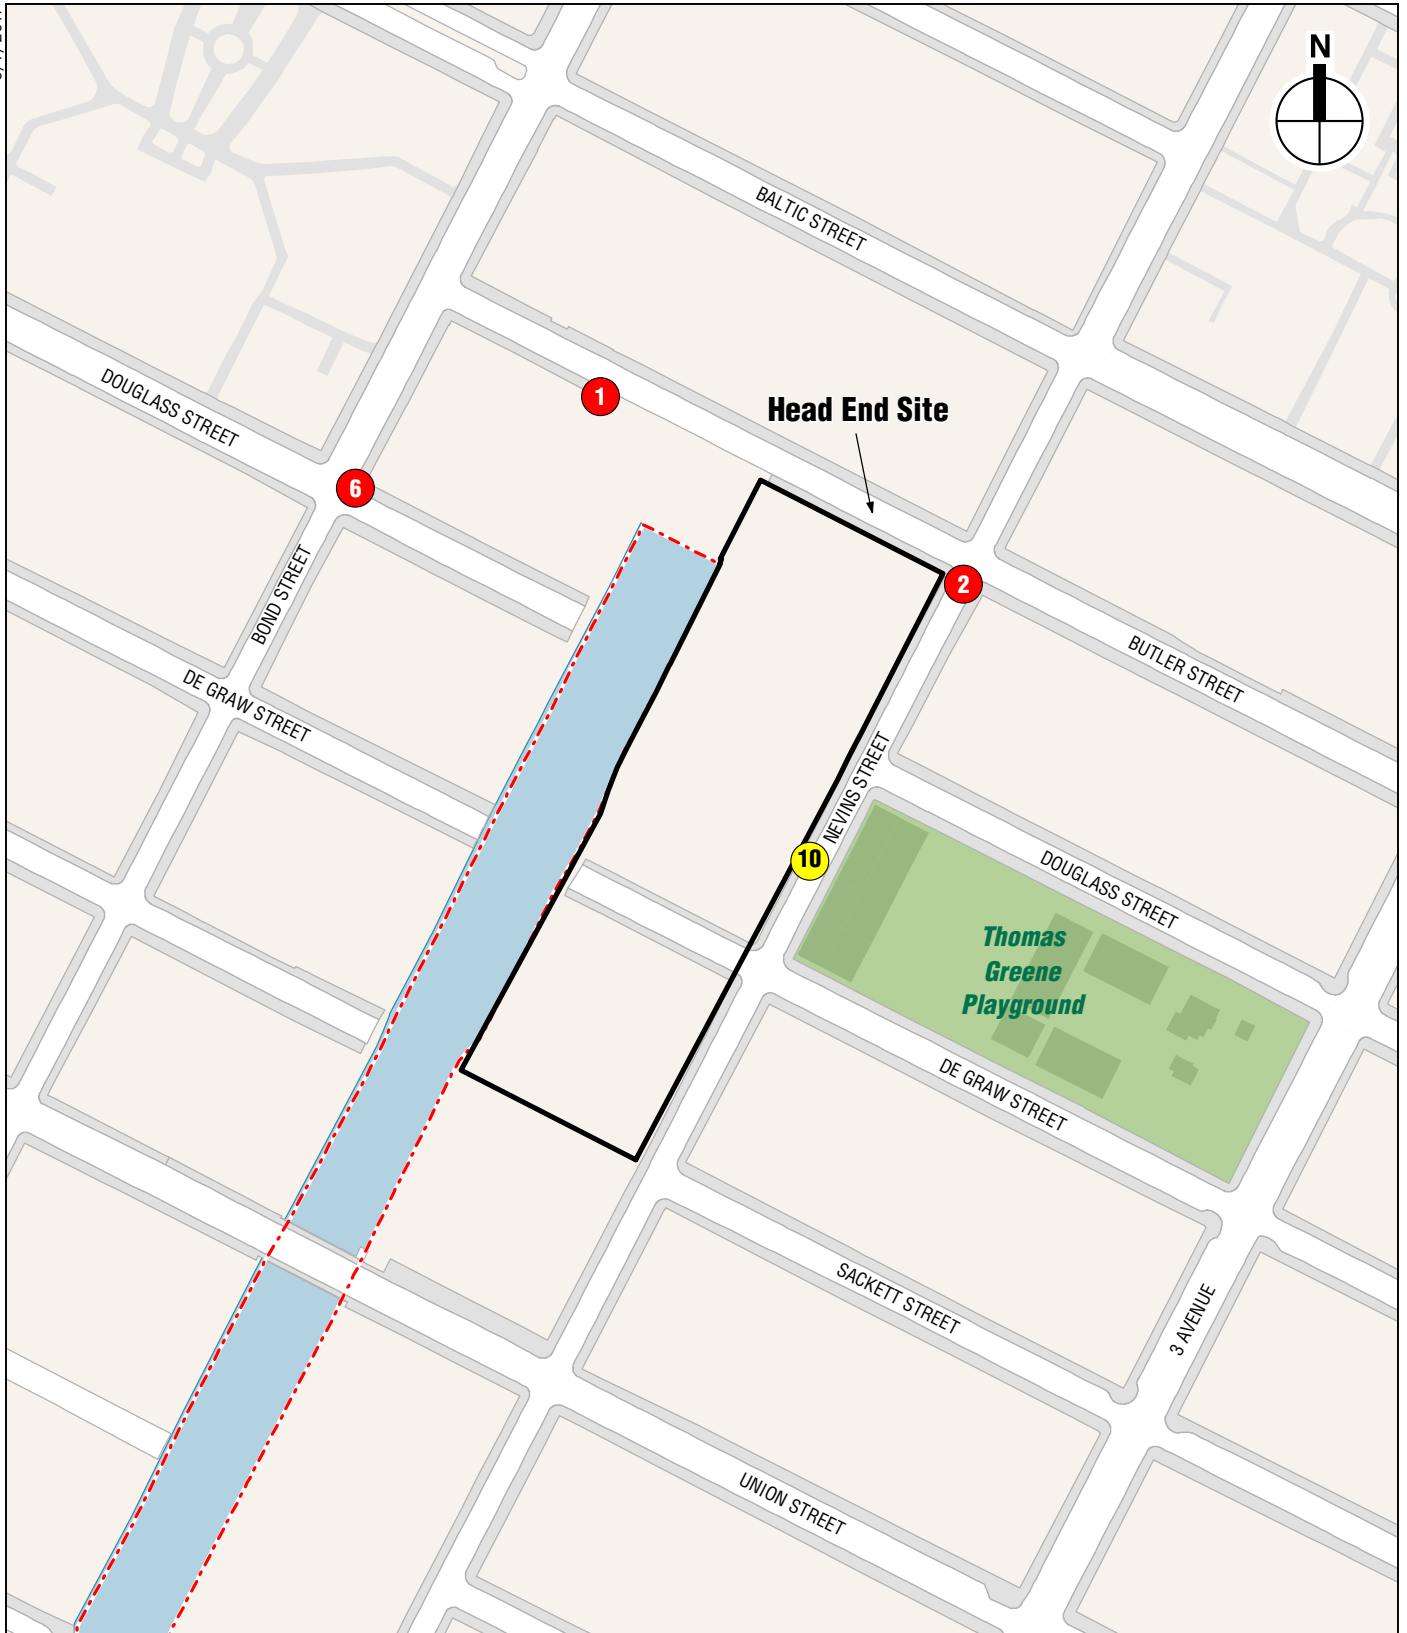 N
BALTIC STREET
DOUGLASS STREET
1
Head End Site
6
BOND STREET
2
BUTLER STREET
DE GRAW STREET
NEVINS STREET
10
DOUGLASS STREET
Thomas
Greene
Playground
DE GRAW STREET
SACKETT STREET
3 AVENUE
UNION STREET